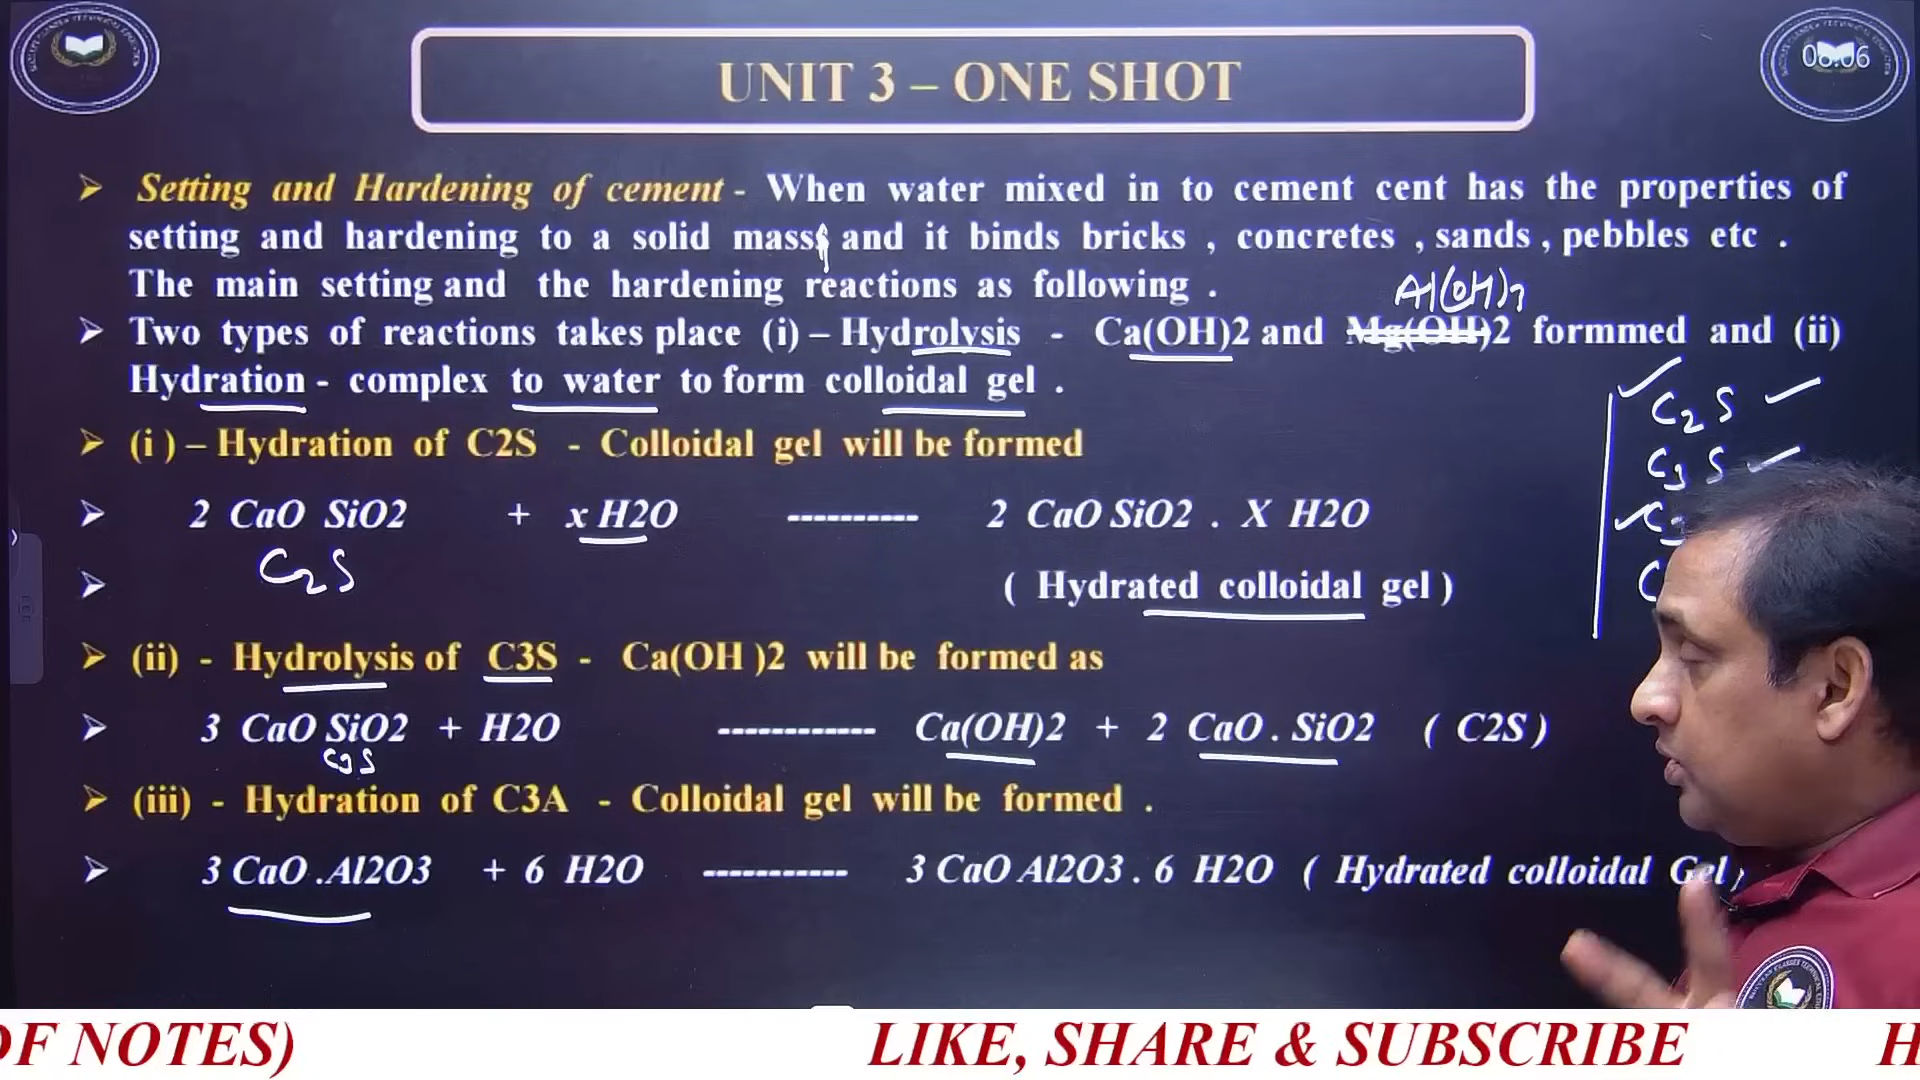 08:06
UNIT 3 – ONE SHOT
Setting and Hardening of cement - When water mixed in to cement cent has the properties of
setting and hardening to a solid mass and it binds bricks , concretes , sands , pebbles etc .
The main setting and the hardening reactions as following .
Al(OH)3
Two types of reactions takes place (i) – Hydrolysis - Ca(OH)2 and Mg(OH)2 formmed and (ii)
Hydration - complex to water to form colloidal gel .
C2S
(i ) – Hydration of C2S - Colloidal gel will be formed
C3S
2 CaO SiO2 + x H2O ---------- 2 CaO SiO2 . X H2O
C2S
( Hydrated colloidal gel )
(ii) - Hydrolysis of C3S - Ca(OH )2 will be formed as
3 CaO SiO2 + H2O ------------ Ca(OH)2 + 2 CaO . SiO2 ( C2S )
C3S
(iii) - Hydration of C3A - Colloidal gel will be formed .
3 CaO .Al2O3 + 6 H2O ----------- 3 CaO Al2O3 . 6 H2O ( Hydrated colloidal Gel )
OF NOTES) LIKE, SHARE & SUBSCRIBE H